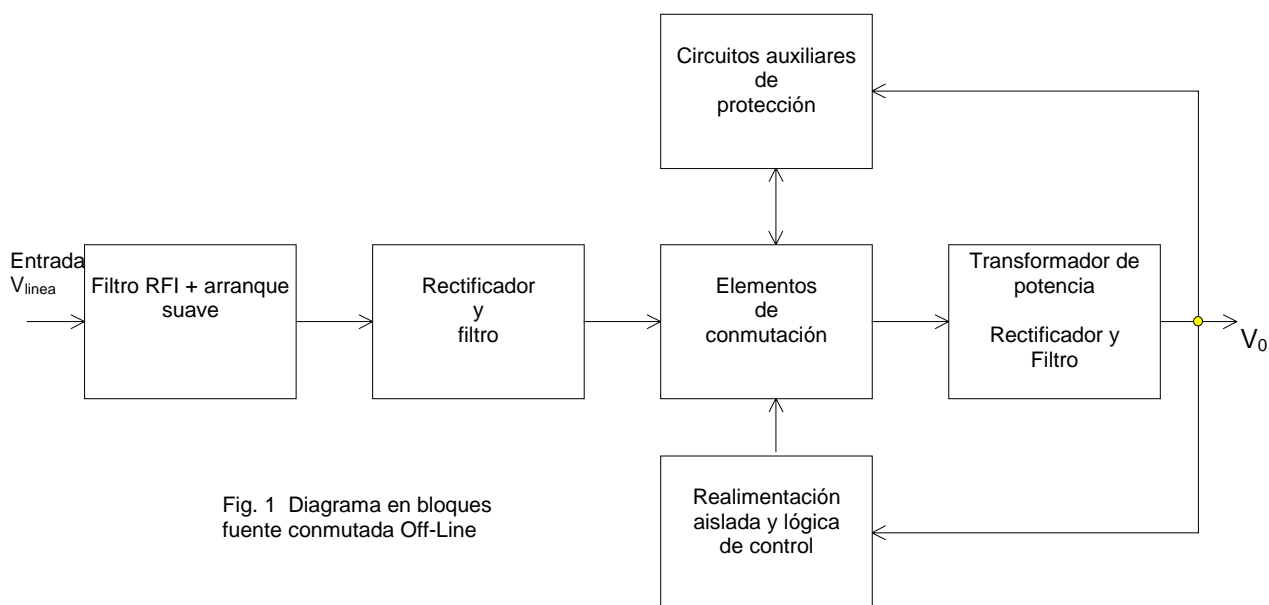 Circuitos auxiliares
de
protección
Entrada
Vlinea
Filtro RFI + arranque
suave
Rectificador
y
filtro
Elementos
de
conmutación
Transformador de
potencia
Rectificador y
Filtro
V0
Fig. 1 Diagrama en bloques
fuente conmutada Off-Line
Realimentación
aislada y lógica
de control